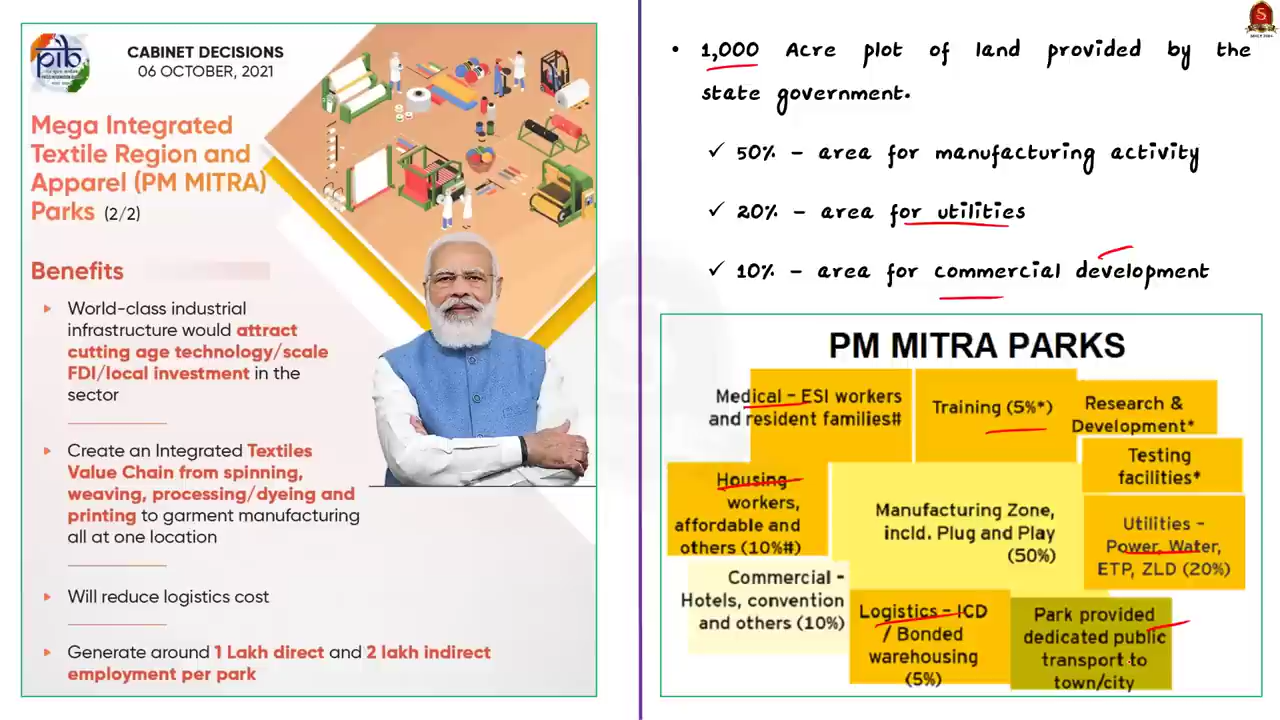 CABINET DECISIONS
06 OCTOBER, 2021
Mega Integrated
Textile Region and
Apparel (PM MITRA)
Parks (2/2)
Benefits
World-class industrial
infrastructure would attract
cutting age technology/scale
FDI/local investment in the
sector
Create an Integrated Textiles
Value Chain from spinning,
weaving, processing/dyeing and
printing to garment manufacturing
all at one location
Will reduce logistics cost
Generate around 1 Lakh direct and 2 lakh indirect
employment per park
• 1,000 Acre plot of land provided by the
state government.
✓ 50% - area for manufacturing activity
✓ 20% - area for utilities
✓ 10% - area for commercial development
PM MITRA PARKS
Medical - ESI workers
and resident families#
Training (5%*)
Research &
Development*
Testing
facilities*
Housing -
workers,
affordable and
others (10%#)
Manufacturing Zone,
incld. Plug and Play
(50%)
Utilities -
Power, Water,
ETP, ZLD (20%)
Commercial -
Hotels, convention
and others (10%)
Logistics - ICD
/ Bonded
warehousing
(5%)
Park provided
dedicated public
transport to
town/city